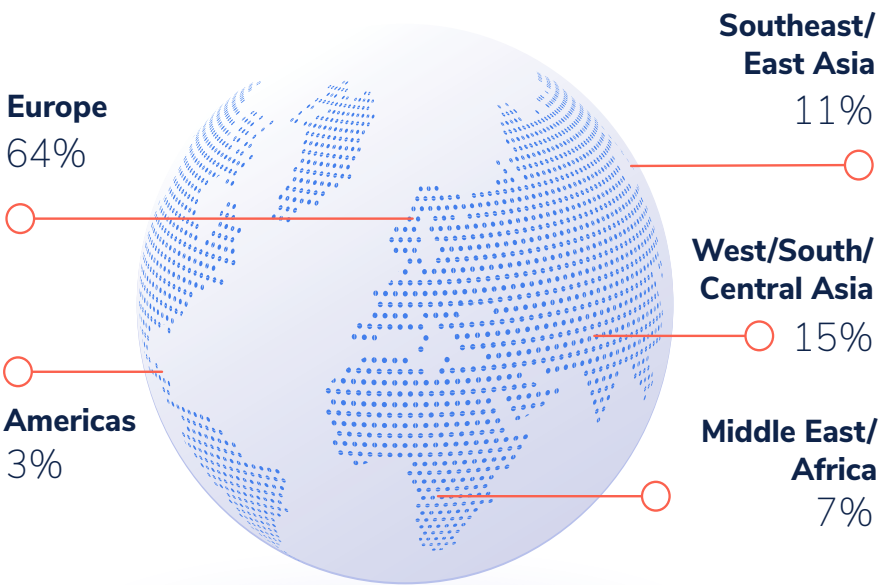 Europe
64%
Americas
3%
Southeast/
East Asia
11%
West/South/
Central Asia
15%
Middle East/
Africa
7%